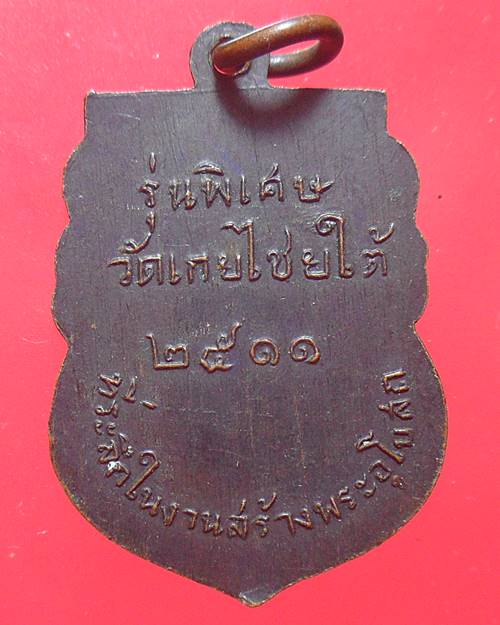 รุ่นพิเศษ
วัดเกยไชยใต้
๒๕๑๑
ที่ระลึกในงานสร้างพระอุโบสถ